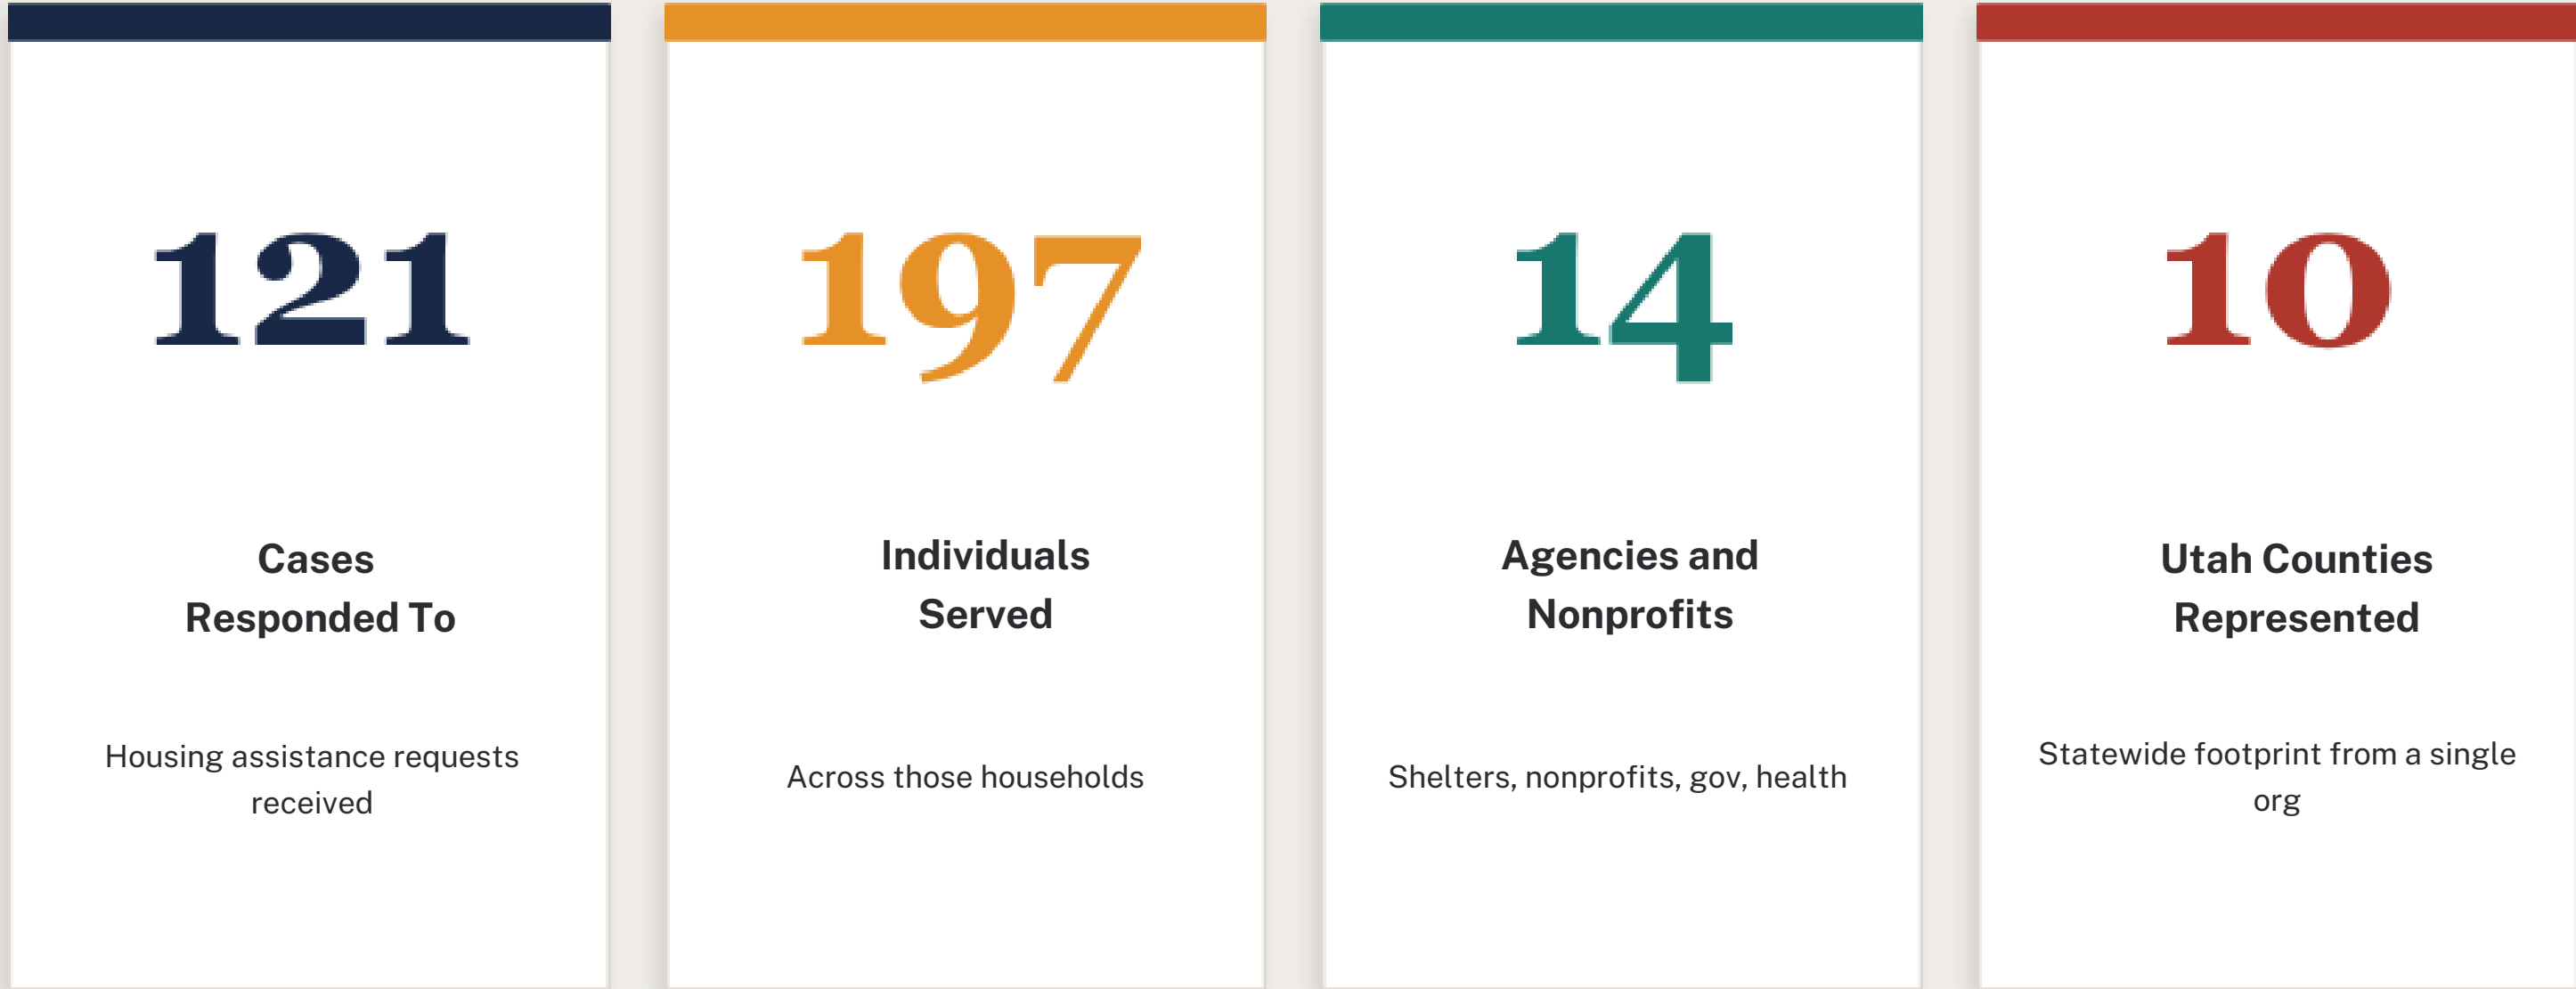 121
Cases
Responded To
Housing assistance requests
received
197
Individuals
Served
Across those households
14
Agencies and
Nonprofits
Shelters, nonprofits, gov, health
10
Utah Counties
Represented
Statewide footprint from a single
org